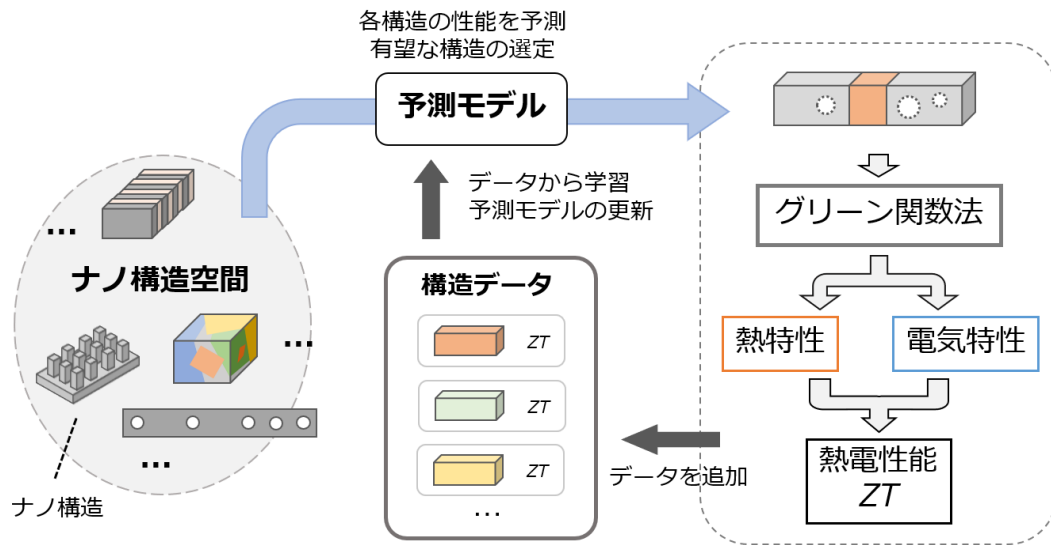 各構造の性能を予測
有望な構造の選定
予測モデル
データから学習
予測モデルの更新
...
ナノ構造空間
...
...
ナノ構造
構造データ
ZT
ZT
ZT
...
データを追加
グリーン関数法
熱特性
電気特性
熱電性能
ZT